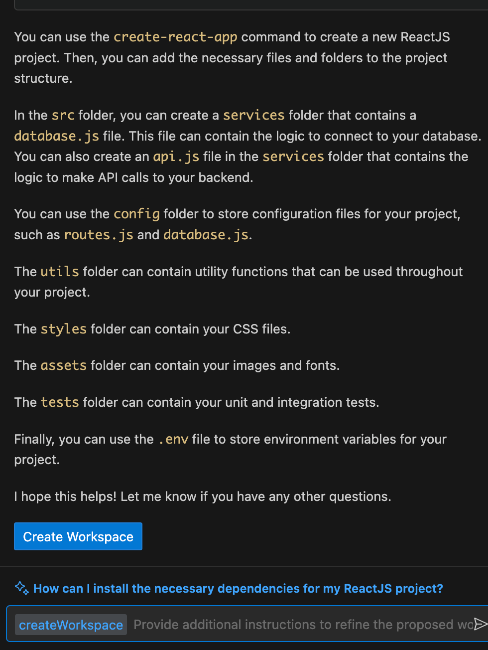 You can use the create-react-app command to create a new ReactJS
project. Then, you can add the necessary files and folders to the project
structure.
In the src folder, you can create a services folder that contains a
database.js file. This file can contain the logic to connect to your database.
You can also create an api.js file in the services folder that contains the
logic to make API calls to your backend.
You can use the config folder to store configuration files for your project,
such as routes.js and database.js.
The utils folder can contain utility functions that can be used throughout
your project.
The styles folder can contain your CSS files.
The assets folder can contain your images and fonts.
The tests folder can contain your unit and integration tests.
Finally, you can use the .env file to store environment variables for your
project.
I hope this helps! Let me know if you have any other questions.
Create Workspace
How can I install the necessary dependencies for my ReactJS project?
createWorkspace Provide additional instructions to refine the proposed